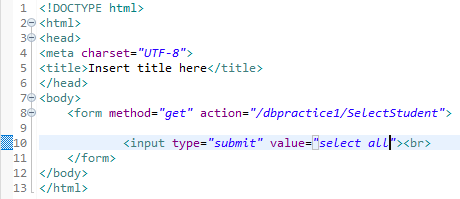 1 <!DOCTYPE html>
2 <html>
3 <head>
4 <meta charset="UTF-8">
5 <title>Insert title here</title>
6 </head>
7 <body>
8 <form method="get" action="/dbpractice1/SelectStudent">
9
10 <input type="submit" value="select all"><br>
11 </form>
12 </body>
13 </html>